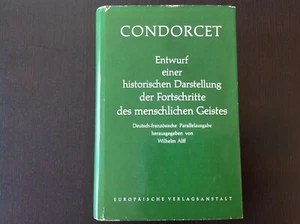 CONDORCET
Entwurf
einer
historischen Darstellung
der Fortschritte
des menschlichen Geistes
Deutsch-französische Parallelausgabe
herausgegeben von
Wilhelm Alff
EUROPÄISCHE VERLAGSANSTALT